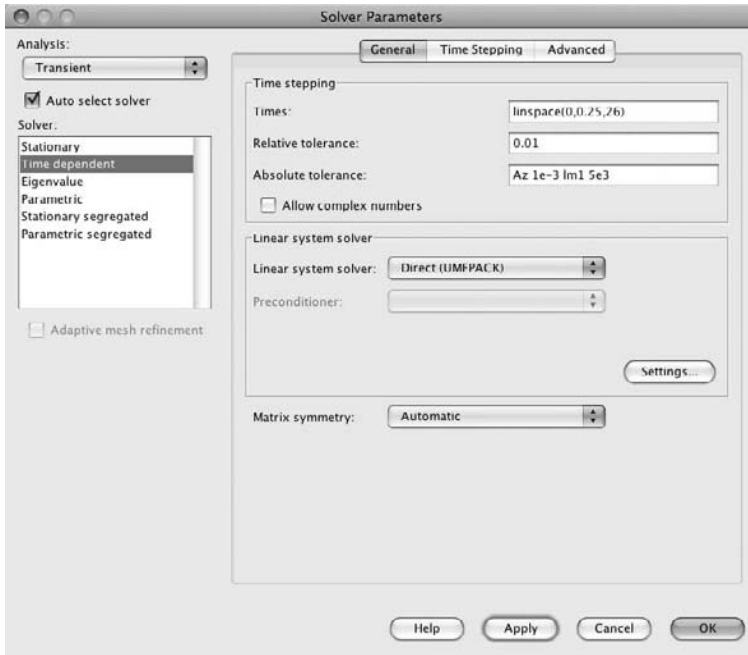 Solver Parameters
Analysis:
Transient
Auto select solver
Solver:
Stationary
Time dependent
Eigenvalue
Parametric
Stationary segregated
Parametric segregated
Adaptive mesh refinement
General Time Stepping Advanced
Time stepping
Times: linspace(0,0.25,26)
Relative tolerance: 0.01
Absolute tolerance: Az 1e-3 lm1 5e3
Allow complex numbers
Linear system solver
Linear system solver: Direct (UMFPACK)
Preconditioner:
Settings...
Matrix symmetry: Automatic
Help Apply Cancel OK